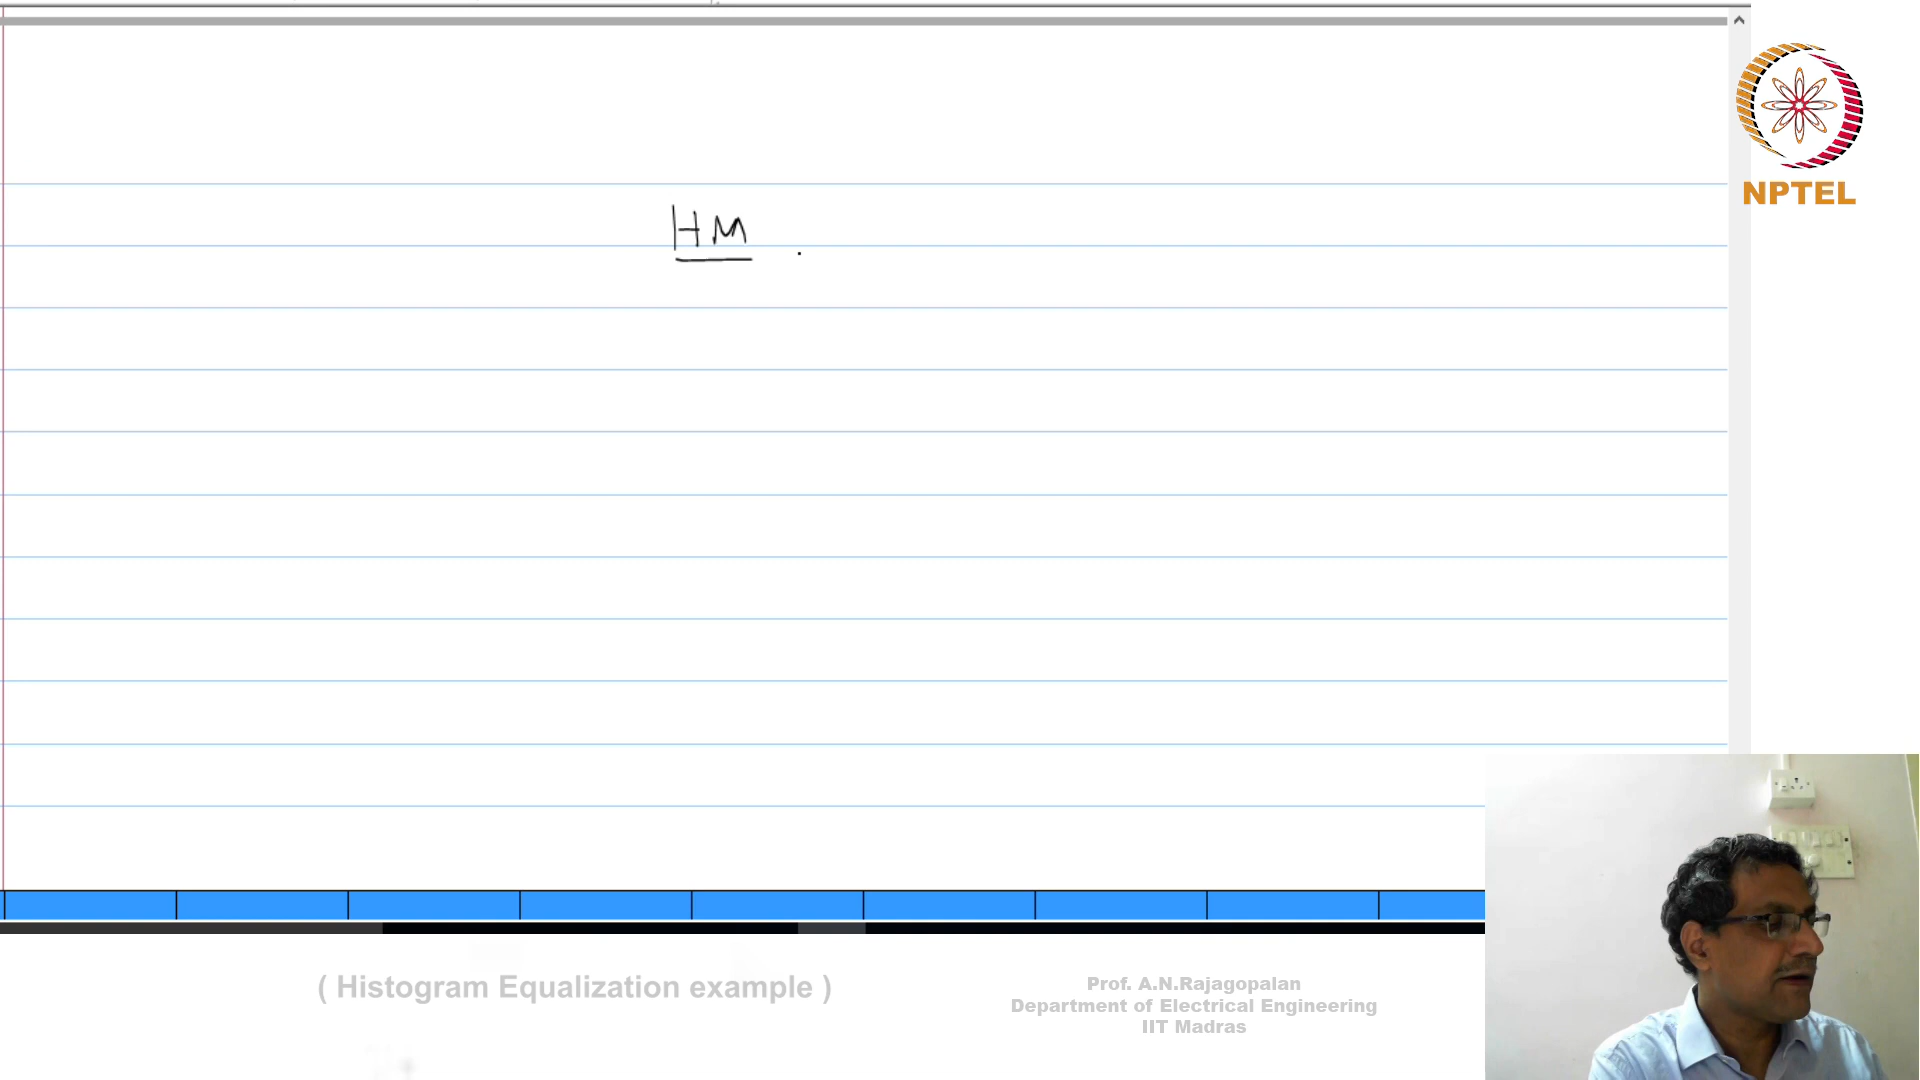 NPTEL
HM
( Histogram Equalization example )
Prof. A.N.Rajagopalan
Department of Electrical Engineering
IIT Madras